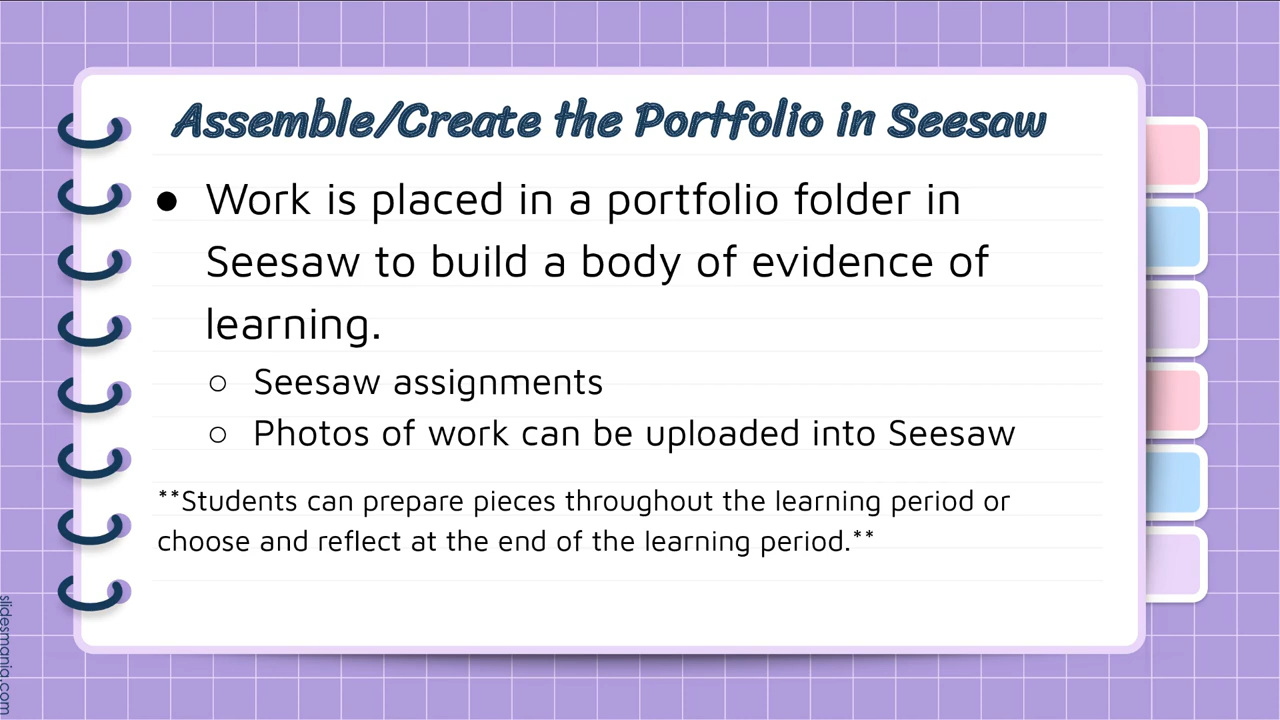 Assemble/Create the Portfolio in Seesaw
● Work is placed in a portfolio folder in
Seesaw to build a body of evidence of
learning.
○ Seesaw assignments
○ Photos of work can be uploaded into Seesaw
**Students can prepare pieces throughout the learning period or
choose and reflect at the end of the learning period.**
slidesmania.com